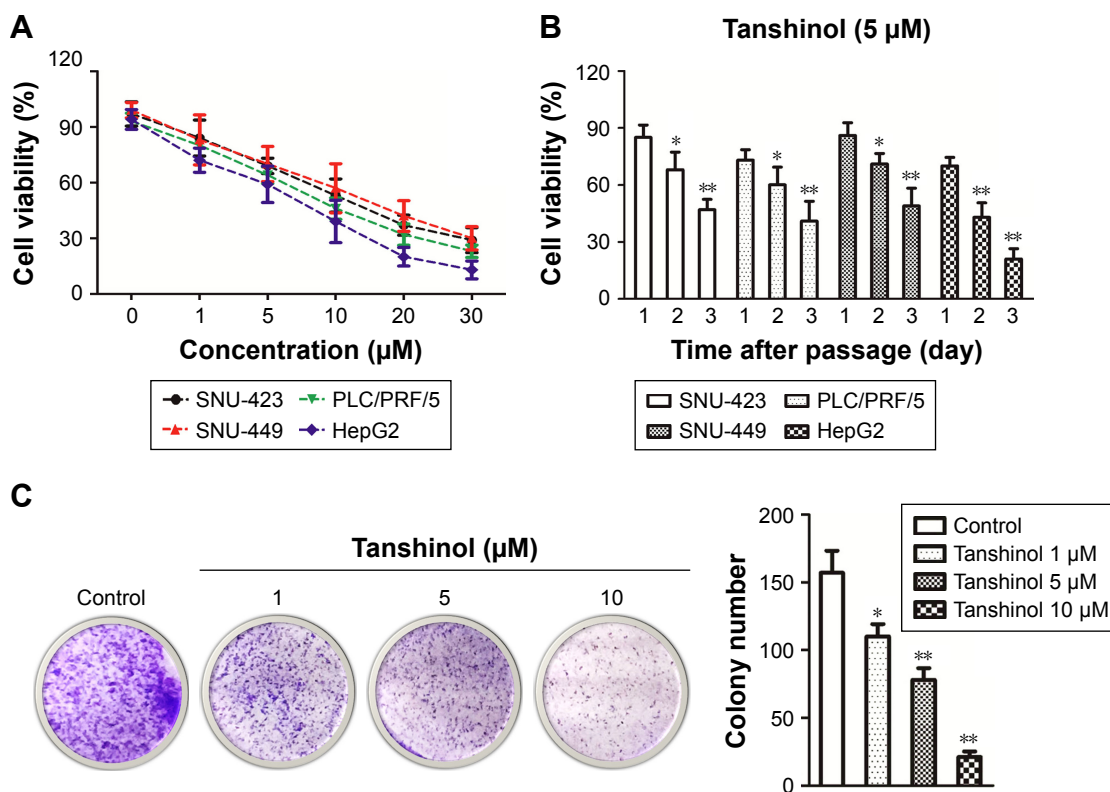 A
Cell viability (%)
120
90
60
30
0
0 1 5 10 20 30
Concentration (µM)
SNU-423 PLC/PRF/5
SNU-449 HepG2
B
Tanshinol (5 µM)
Cell viability (%)
120
90
60
30
0
* ** * ** * ** ** **
1 2 3 1 2 3 1 2 3 1 2 3
Time after passage (day)
SNU-423 PLC/PRF/5
SNU-449 HepG2
C
Tanshinol (µM)
Control 1 5 10
Colony number
200
150
100
50
0
* ** **
Control
Tanshinol 1 µM
Tanshinol 5 µM
Tanshinol 10 µM